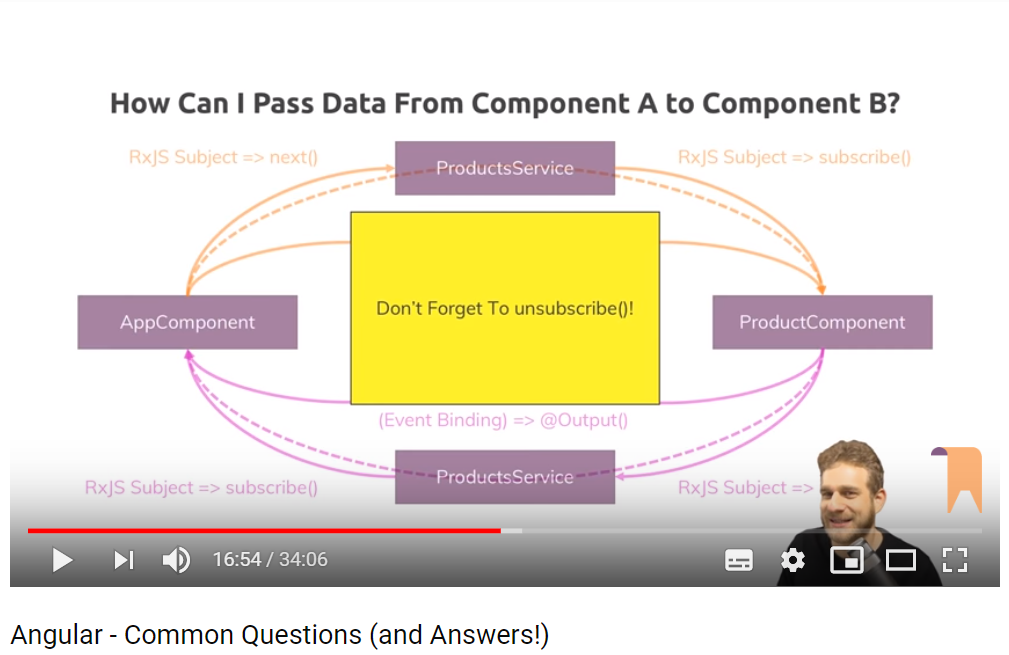 How Can I Pass Data From Component A to Component B?
RxJS Subject => next()
ProductsService
RxJS Subject => subscribe()
Don't Forget To unsubscribe()!
AppComponent
ProductComponent
(Event Binding) => @Output()
ProductsService
RxJS Subject => subscribe()
RxJS Subject =>
16:54 / 34:06
Angular - Common Questions (and Answers!)